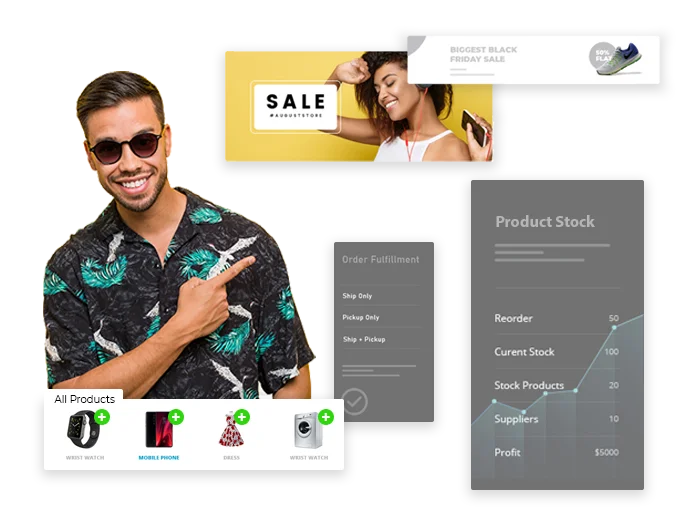 BIGGEST BLACK
FRIDAY SALE
50%
FLAT
SALE
#AUGUSTSTORE
Product Stock
Reorder 50
Curent Stock 100
Stock Products 20
Suppliers 10
Profit $5000
Order Fulfillment
Ship Only
Pickup Only
Ship + Pickup
All Products
WRIST WATCH
MOBILE PHONE
DRESS
WRIST WATCH